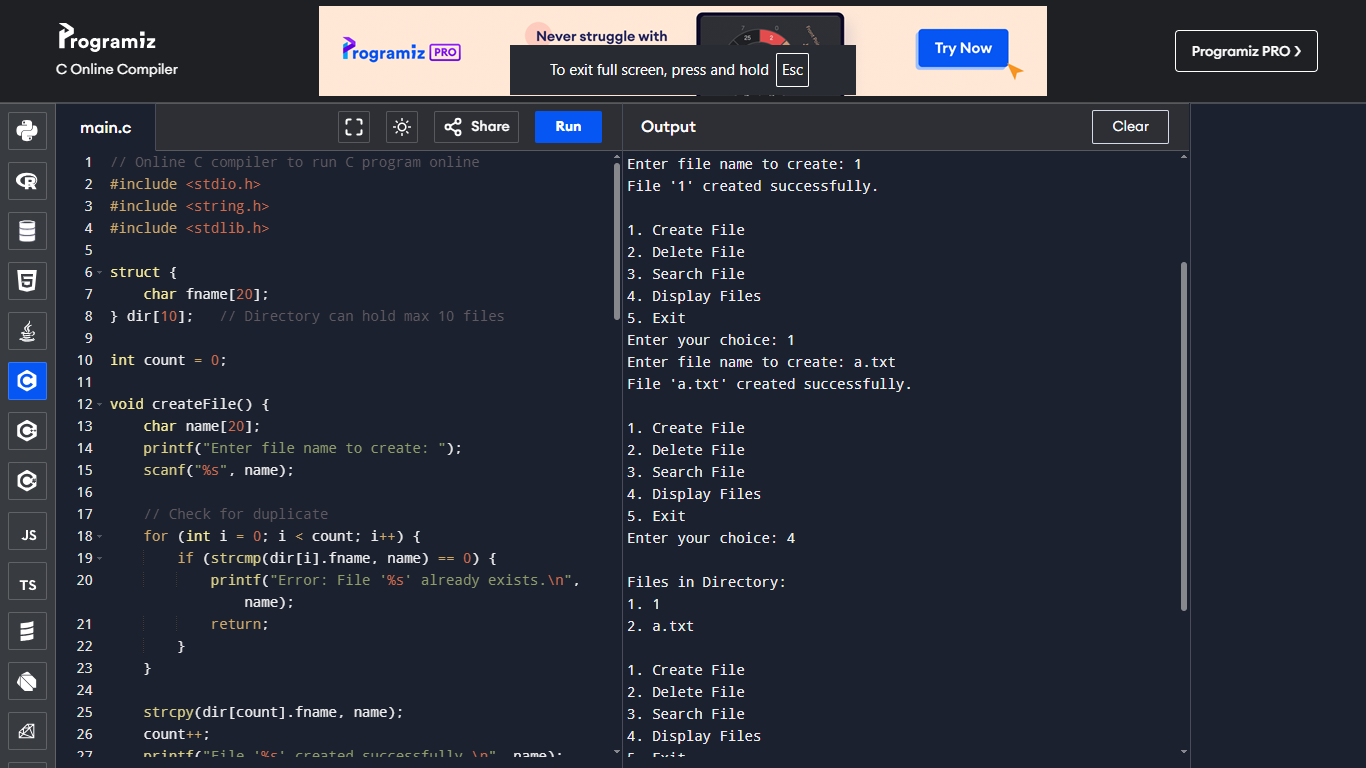 Programiz
C Online Compiler
Programiz PRO
Never struggle with
Try Now
To exit full screen, press and hold Esc
Programiz PRO >
main.c
Share
Run
Output
Clear
JS
TS
1 // Online C compiler to run C program online
2 #include <stdio.h>
3 #include <string.h>
4 #include <stdlib.h>
5
6 struct {
7 char fname[20];
8 } dir[10]; // Directory can hold max 10 files
9
10 int count = 0;
11
12 void createFile() {
13 char name[20];
14 printf("Enter file name to create: ");
15 scanf("%s", name);
16
17 // Check for duplicate
18 for (int i = 0; i < count; i++) {
19 if (strcmp(dir[i].fname, name) == 0) {
20 printf("Error: File '%s' already exists.\n",
name);
21 return;
22 }
23 }
24
25 strcpy(dir[count].fname, name);
26 count++;
27 printf("File '%s' created successfully.\n", name);
Enter file name to create: 1
File '1' created successfully.
1. Create File
2. Delete File
3. Search File
4. Display Files
5. Exit
Enter your choice: 1
Enter file name to create: a.txt
File 'a.txt' created successfully.
1. Create File
2. Delete File
3. Search File
4. Display Files
5. Exit
Enter your choice: 4
Files in Directory:
1. 1
2. a.txt
1. Create File
2. Delete File
3. Search File
4. Display Files
5. Exit